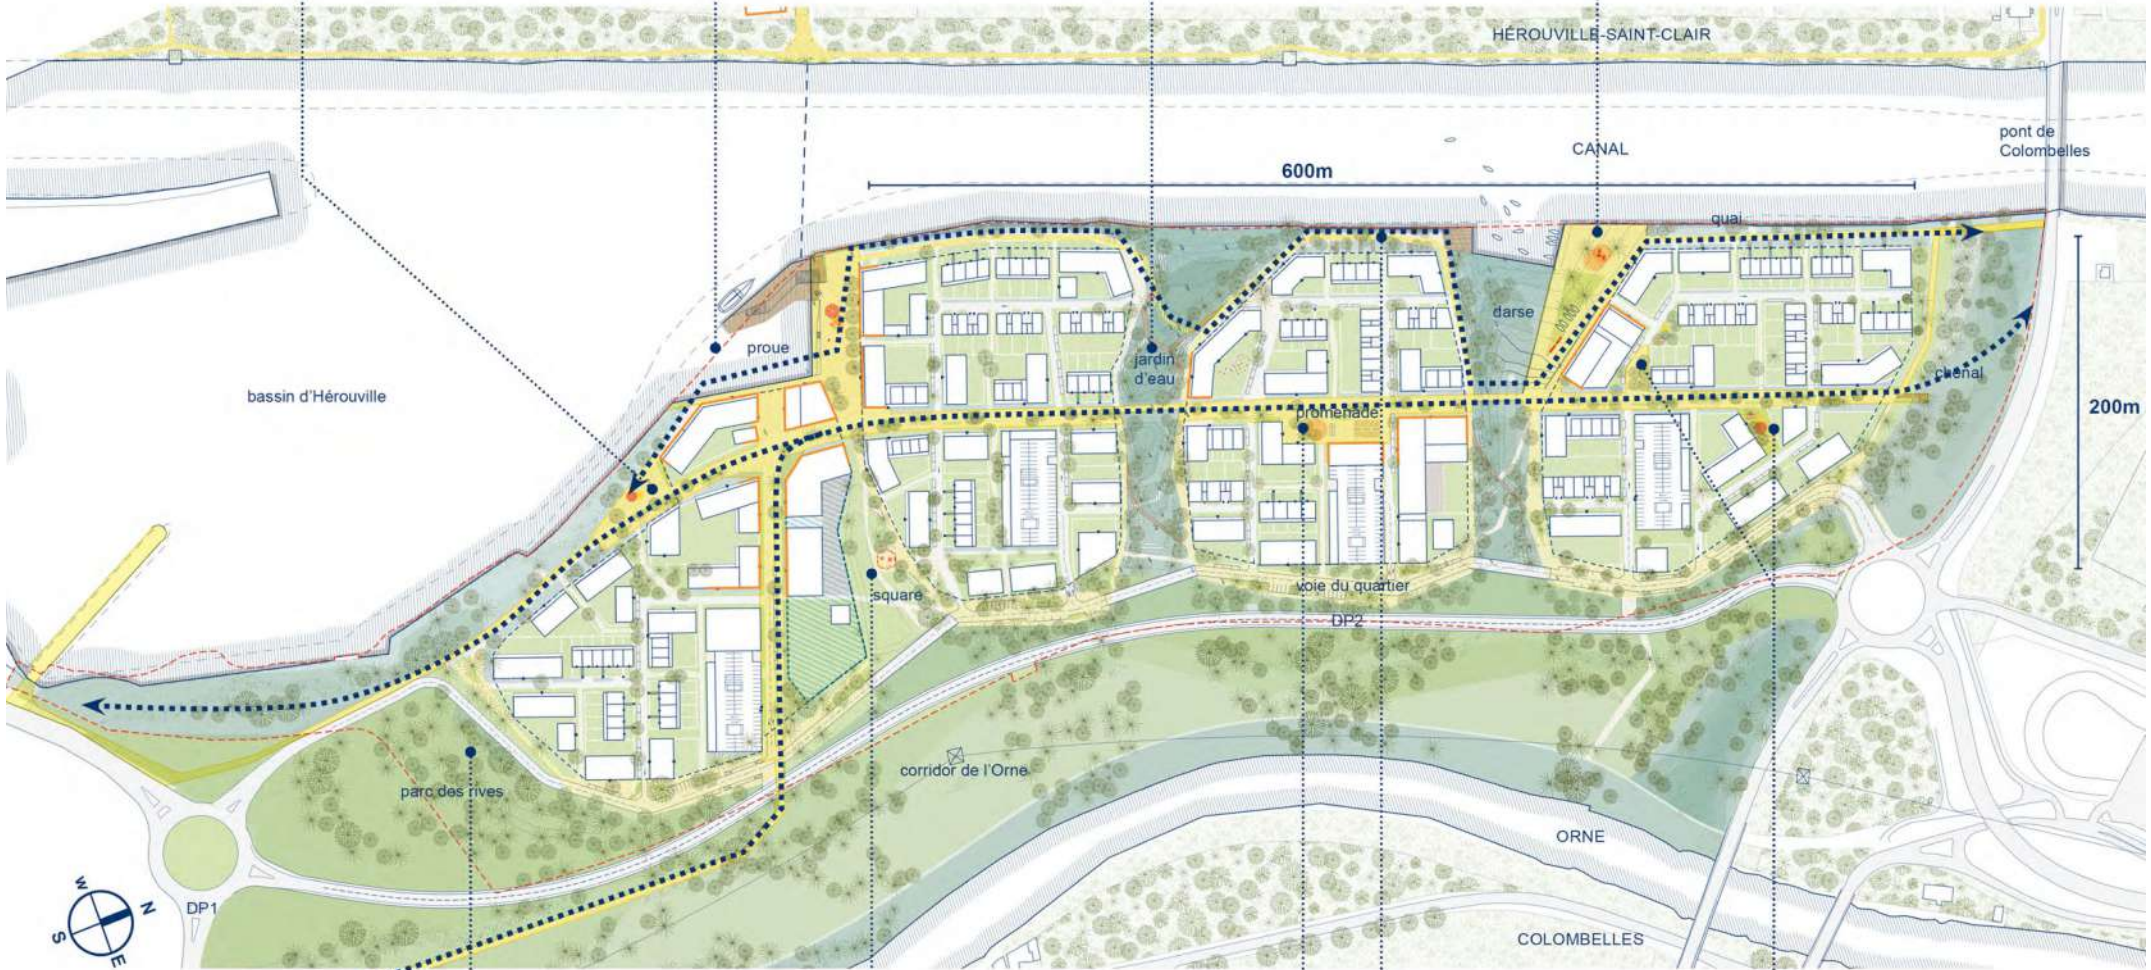 HÉROUVILLE-SAINT-CLAIR
pont de
Colombelles
CANAL
600m
quai
darse
proue
jardin
d'eau
chenal
bassin d'Hérouville
promenade
200m
voie du quartier
square
DP2
corridor de l'Orne
parc des rives
ORNE
W
N
S
E
DP1
COLOMBELLES